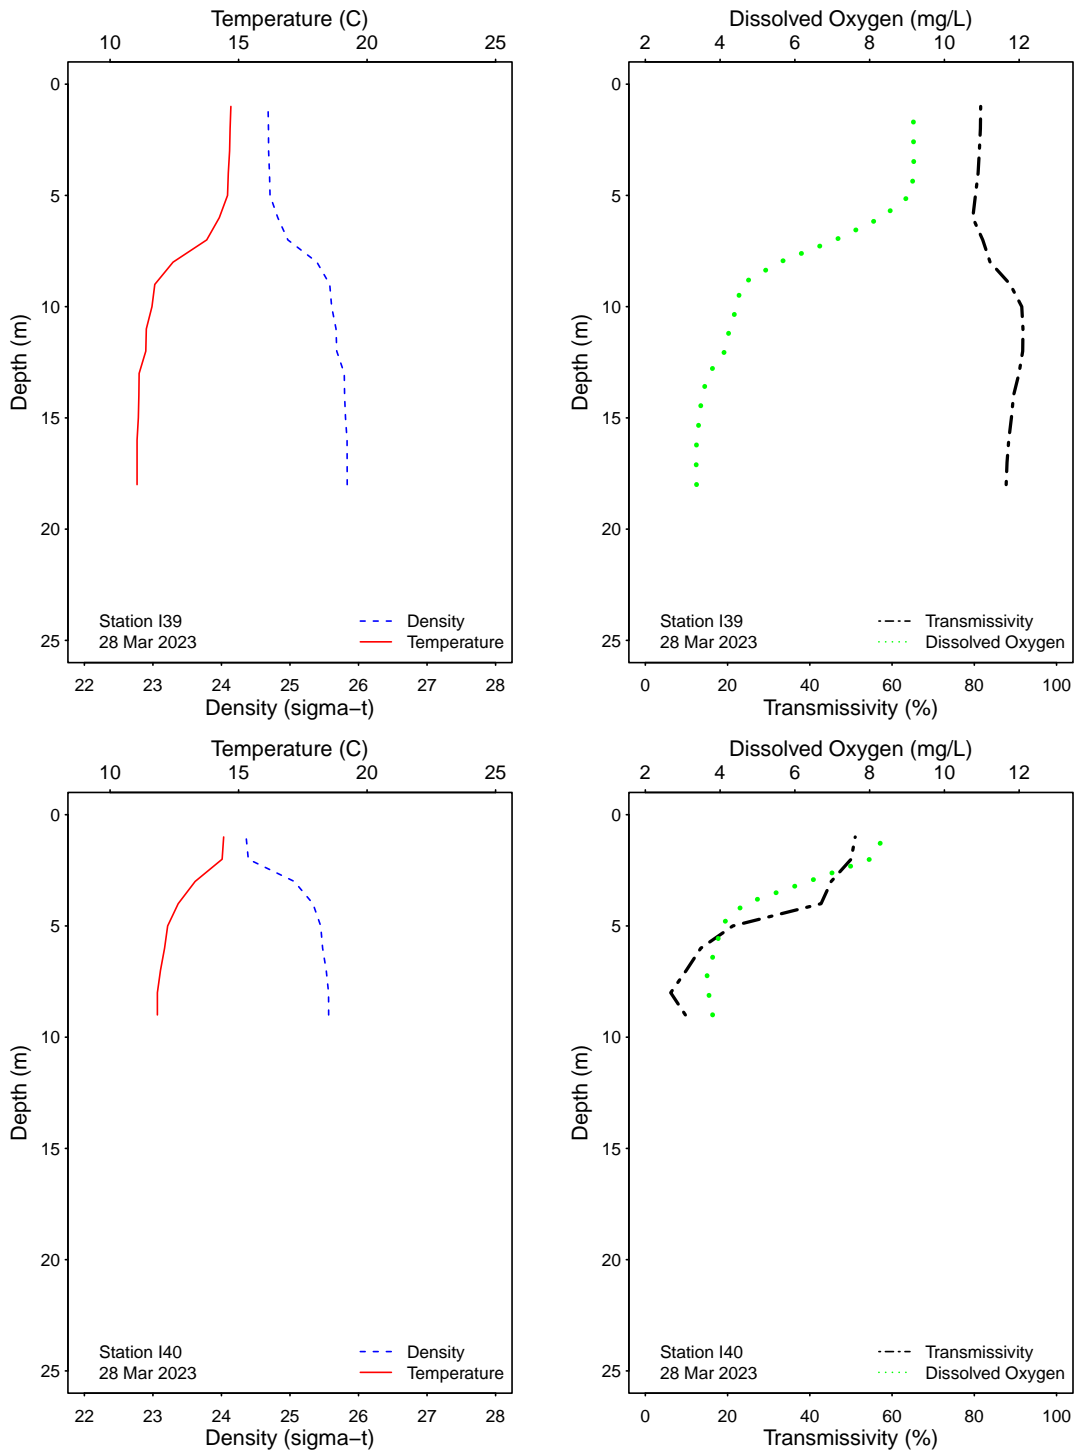 Temperature (C)
10 15 20 25
0
5
10
15
20
25
Depth (m)
Station I39
28 Mar 2023
Density
Temperature
22 23 24 25 26 27 28
Density (sigma−t)
Dissolved Oxygen (mg/L)
2 4 6 8 10 12
0
5
10
15
20
25
Depth (m)
Station I39
28 Mar 2023
Transmissivity
Dissolved Oxygen
0 20 40 60 80 100
Transmissivity (%)
Temperature (C)
10 15 20 25
0
5
10
15
20
25
Depth (m)
Station I40
28 Mar 2023
Density
Temperature
22 23 24 25 26 27 28
Density (sigma−t)
Dissolved Oxygen (mg/L)
2 4 6 8 10 12
0
5
10
15
20
25
Depth (m)
Station I40
28 Mar 2023
Transmissivity
Dissolved Oxygen
0 20 40 60 80 100
Transmissivity (%)